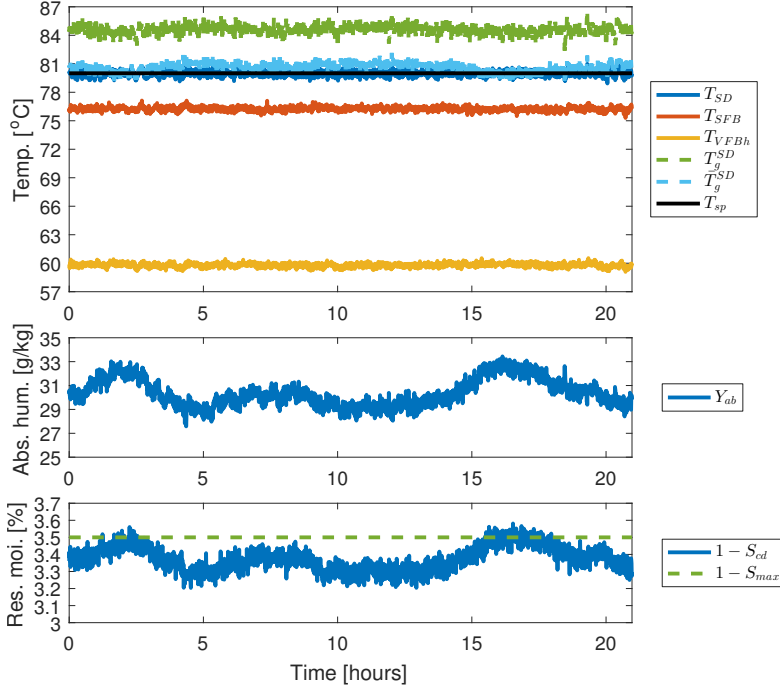 87
84
81
78
75
72
69
66
63
60
57
Temp. [°C]
0 5 10 15 20
T_SD
T_SFB
T_VFBh
T_g^SD
T̄_g^SD
T_sp
35
33
31
29
27
25
Abs. hum. [g/kg]
0 5 10 15 20
Y_ab
3.7
3.6
3.5
3.4
3.3
3.2
3.1
3
Res. moi. [%]
0 5 10 15 20
Time [hours]
1 − S_cd
1 − S_max